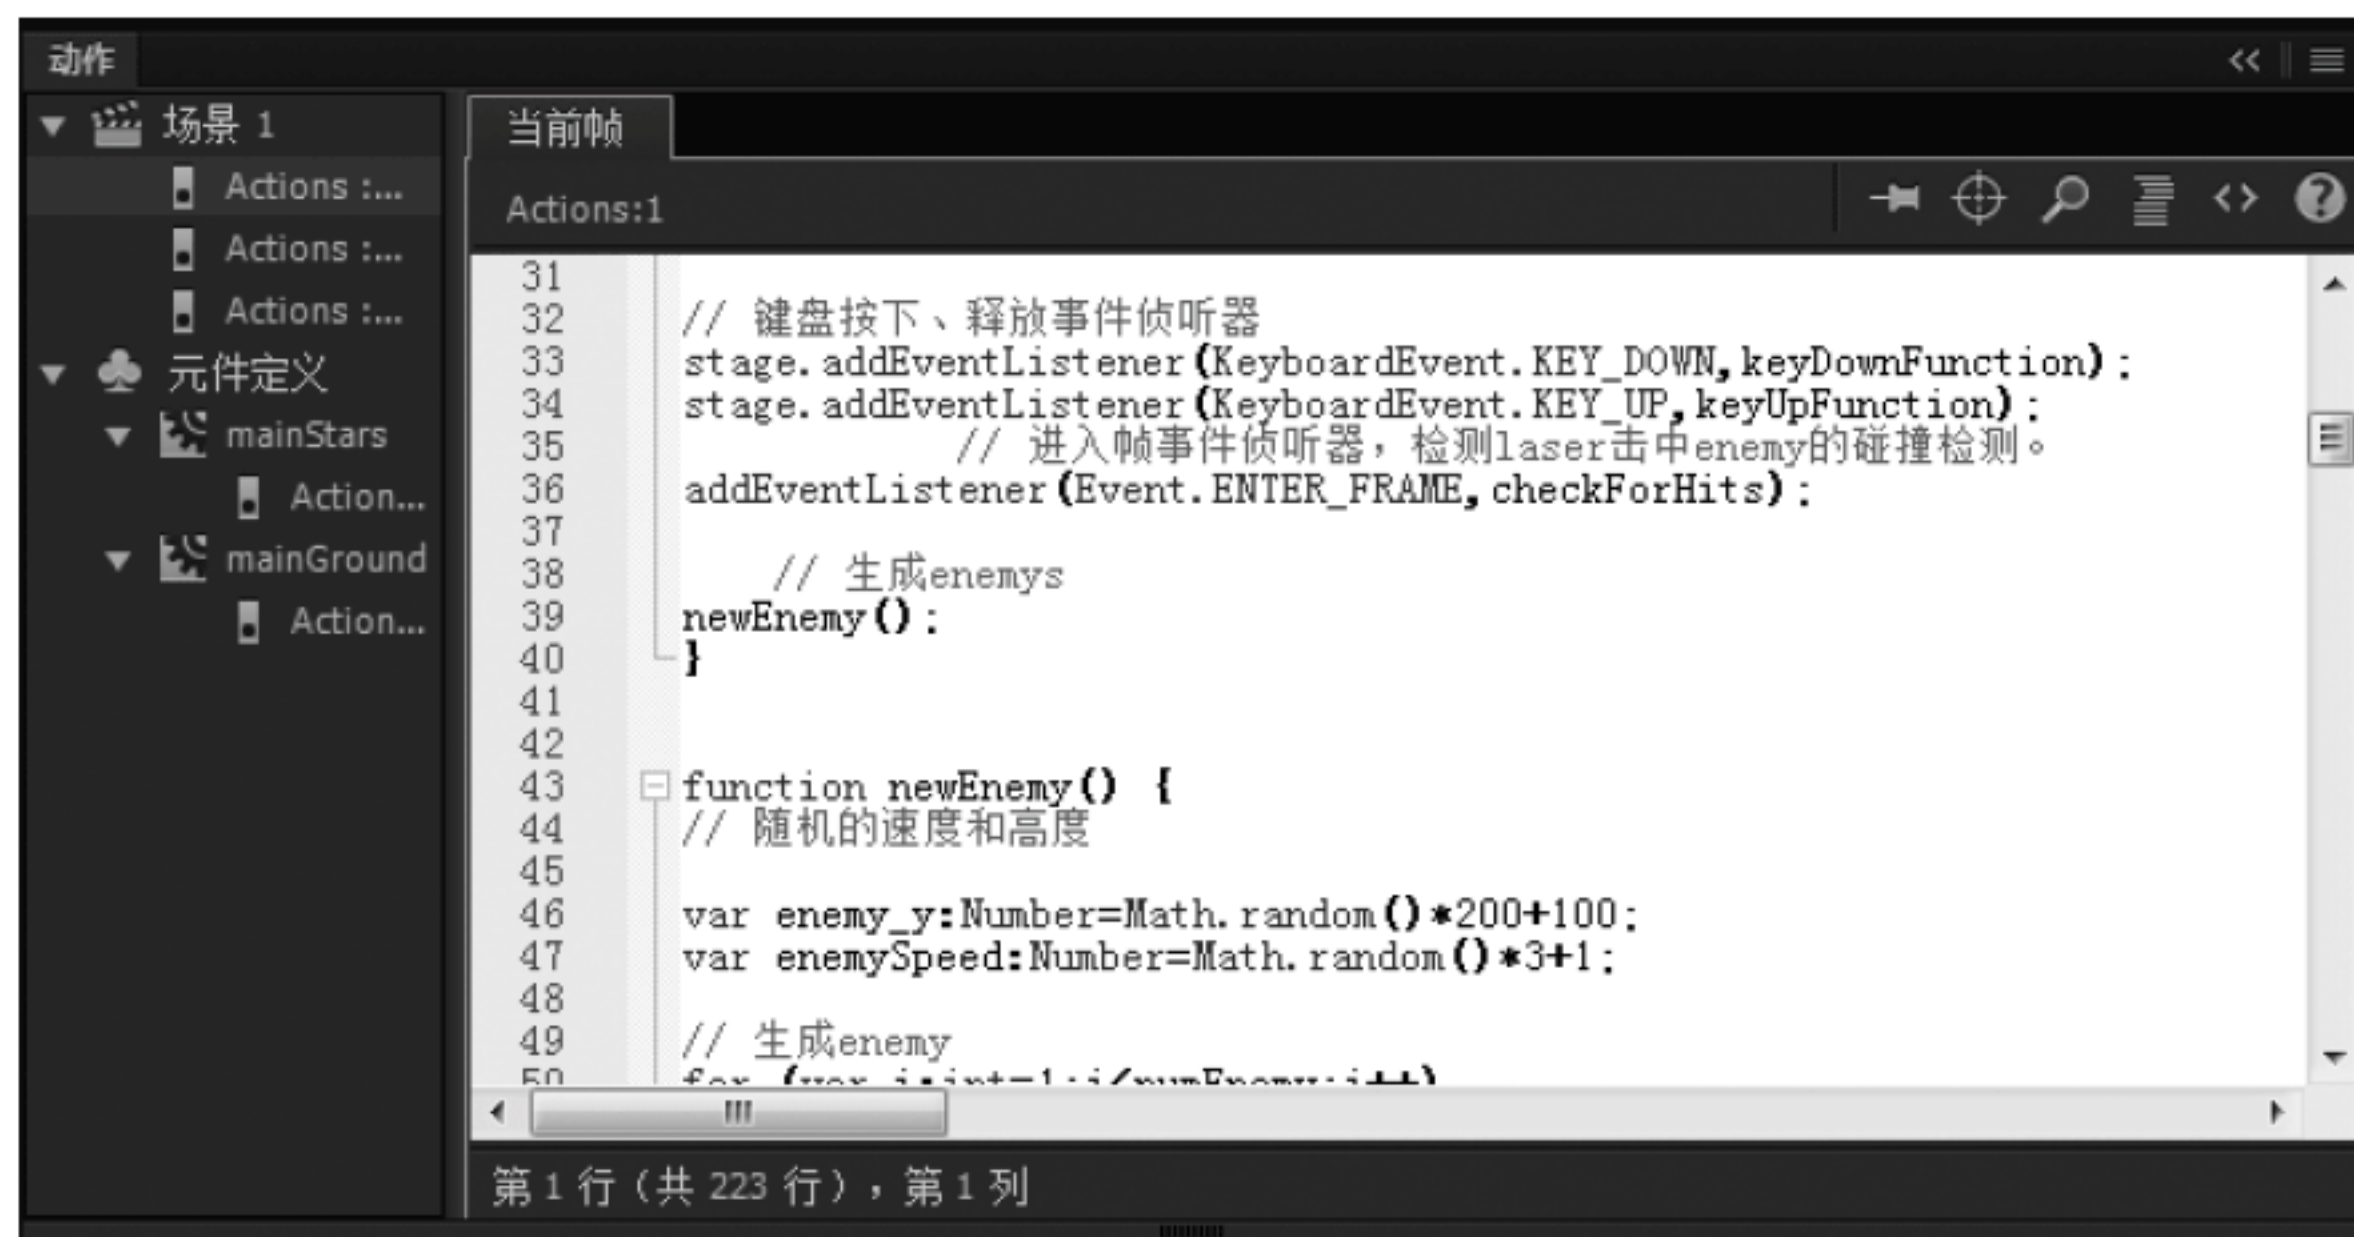 动作
场景 1
Actions :...
Actions :...
Actions :...
元件定义
mainStars
Action...
mainGround
Action...
当前帧
Actions:1
31
32 // 键盘按下、释放事件侦听器
33 stage.addEventListener(KeyboardEvent.KEY_DOWN,keyDownFunction);
34 stage.addEventListener(KeyboardEvent.KEY_UP,keyUpFunction);
35 // 进入帧事件侦听器，检测laser击中enemy的碰撞检测。
36 addEventListener(Event.ENTER_FRAME,checkForHits);
37
38 // 生成enemys
39 newEnemy();
40 }
41
42
43 function newEnemy() {
44 // 随机的速度和高度
45
46 var enemy_y:Number=Math.random()*200+100;
47 var enemySpeed:Number=Math.random()*3+1;
48
49 // 生成enemy
50 for (var i:int=1;i<numEnemy;i++)
第 1 行（共 223 行），第 1 列